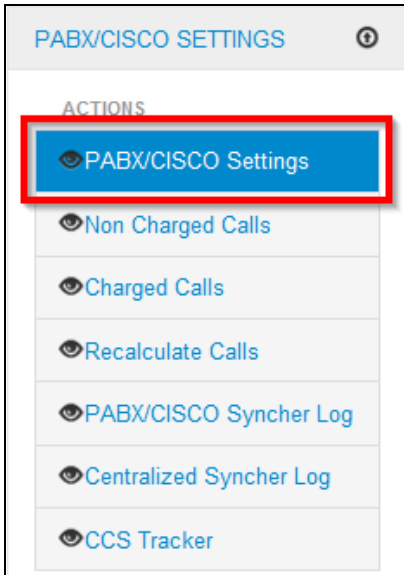 PABX/CISCO SETTINGS
ACTIONS
PABX/CISCO Settings
Non Charged Calls
Charged Calls
Recalculate Calls
PABX/CISCO Syncher Log
Centralized Syncher Log
CCS Tracker